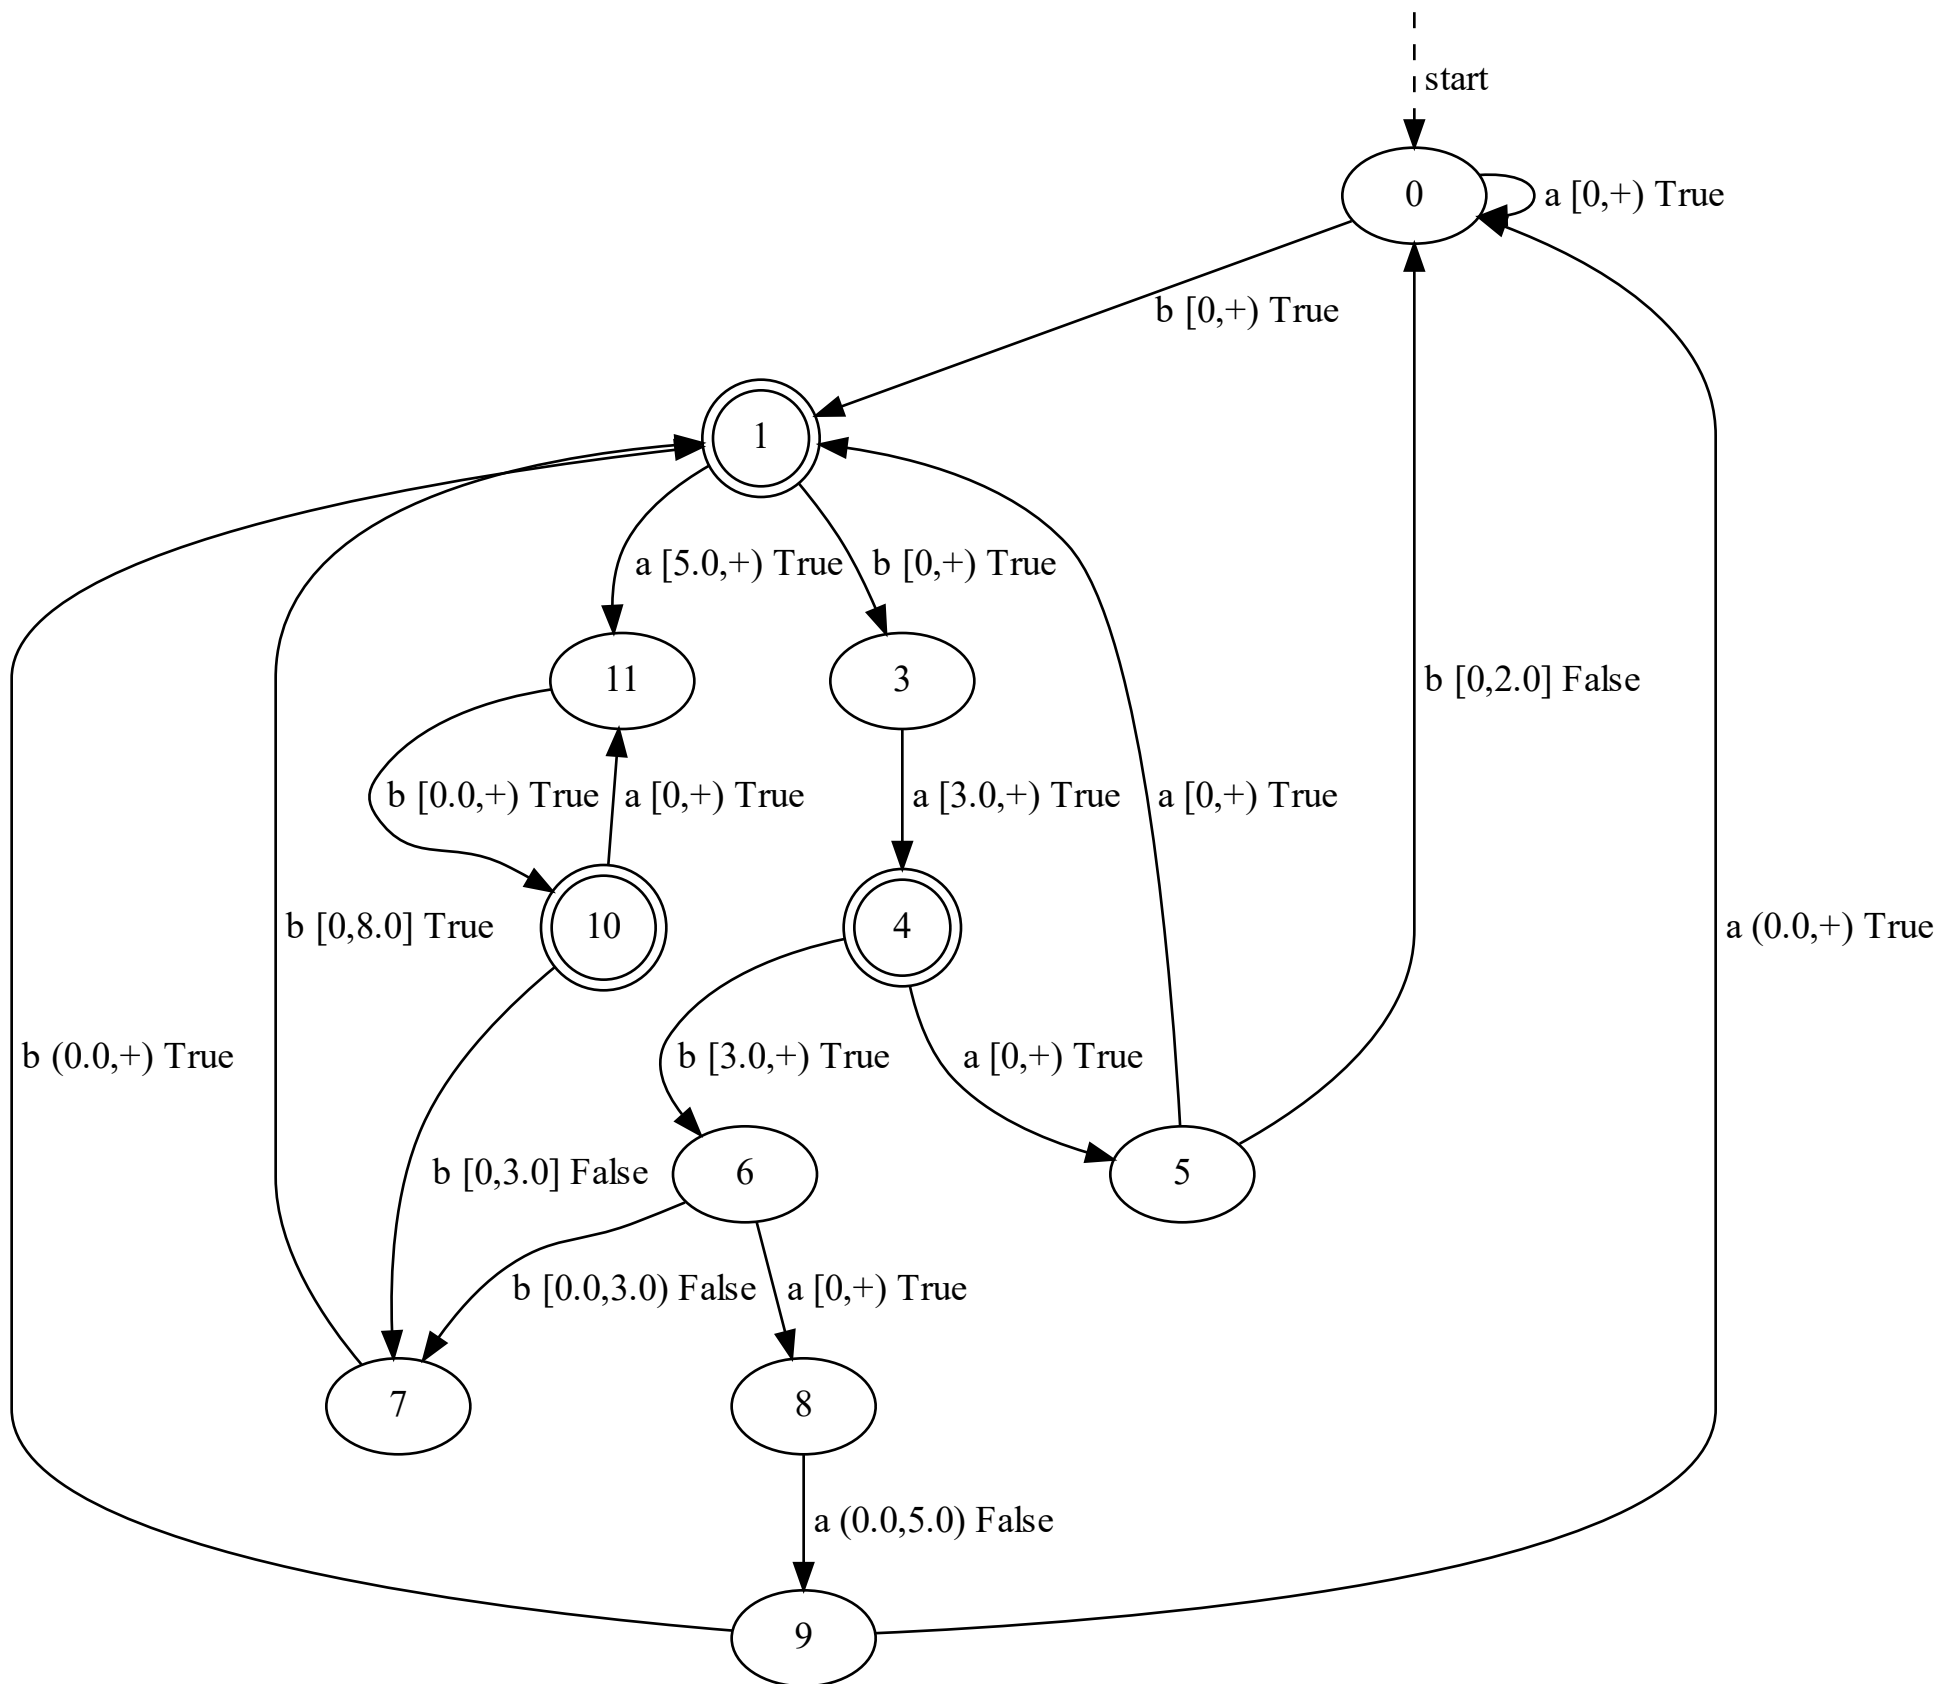 start
0
a [0,+) True
b [0,+) True
1
a [5.0,+) True
b [0,+) True
11
3
b [0,2.0] False
b [0.0,+) True
a [0,+) True
a [3.0,+) True
a [0,+) True
10
4
b [0,8.0] True
a (0.0,+) True
b (0.0,+) True
b [3.0,+) True
a [0,+) True
b [0,3.0] False
6
5
b [0.0,3.0) False
a [0,+) True
7
8
a (0.0,5.0) False
9